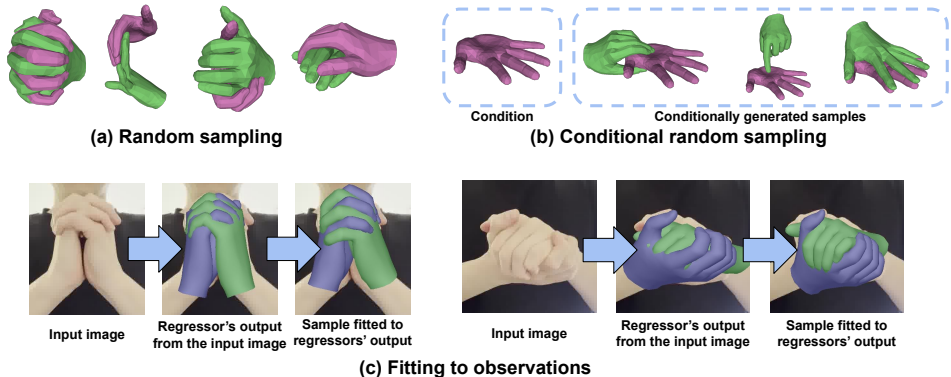 Condition
Conditionally generated samples
(a) Random sampling
(b) Conditional random sampling
Input image
Regressor's output
from the input image
Sample fitted to
regressors' output
Input image
Regressor's output
from the input image
Sample fitted to
regressors' output
(c) Fitting to observations